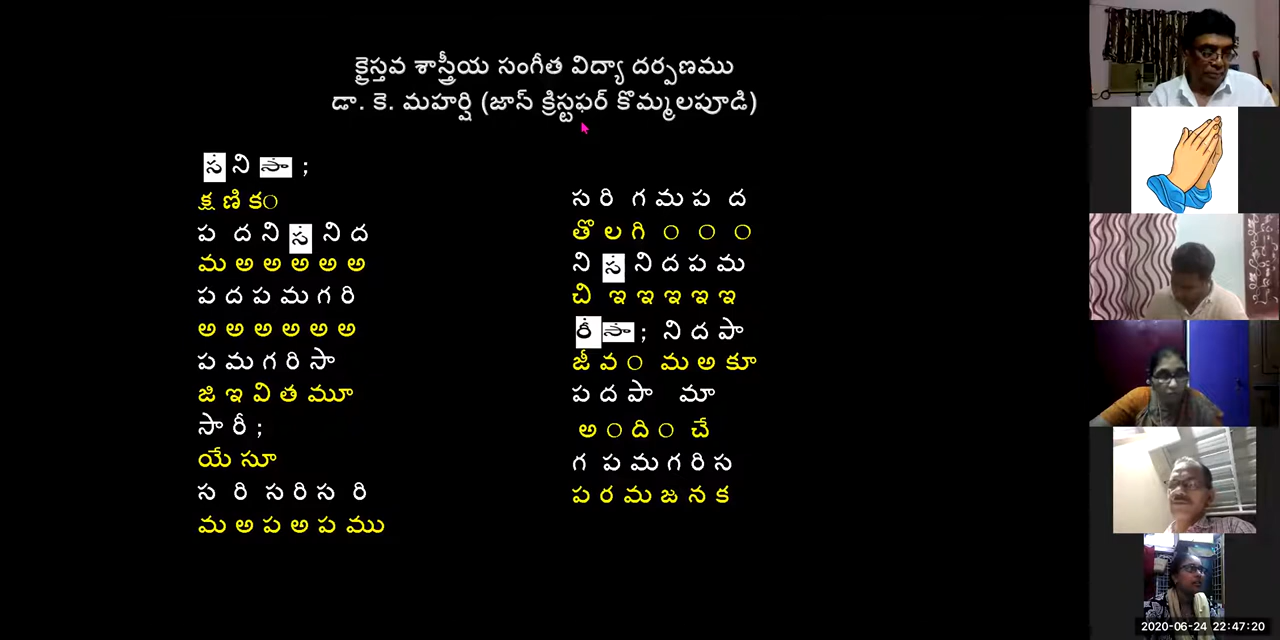 క్రైస్తవ శాస్త్రీయ సంగీత విద్యా దర్పణము
డా. కె. మహర్షి (జాస్ క్రిస్టఫర్ కొమ్మలపూడి)
స̇ ని సా̇ ;
క్ష ణి కం
ప ద ని స̇ ని ద
మ అ అ అ అ అ
ప ద ప మ గ రి
అ అ అ అ అ అ
ప మ గ రి సా
జి ఇ వి త మూ
సా రీ ;
యే సూ
స రి స రి స రి
మ అ ప అ ప ము
స రి గ మ ప ద
తొ ల గి ం ం ం
ని స̇ ని ద ప మ
చి ఇ ఇ ఇ ఇ ఇ
రీ̇ సా̇ ; ని ద పా
జీ వ ం మ అ కూ
ప ద పా మా
అ ం ది ం చే
గ ప మ గ రి స
ప ర మ జ న క
2020-06-24 22:47:20